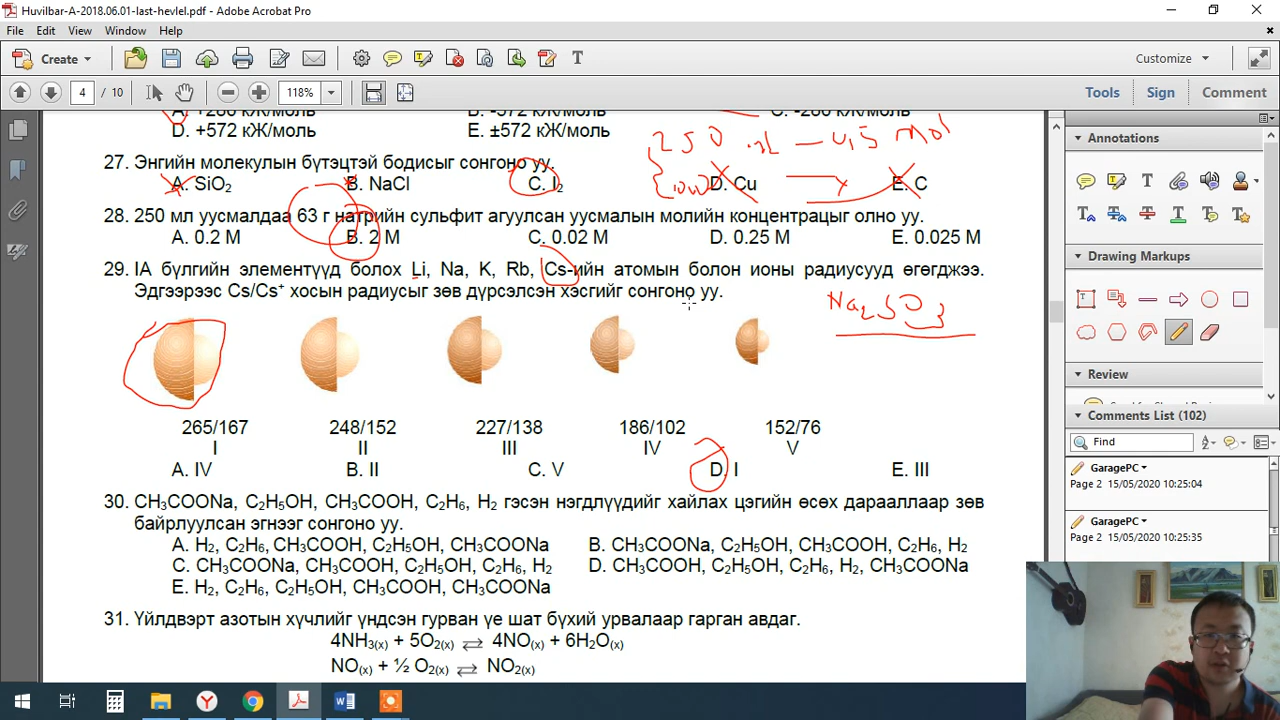 Huvilbar-A-2018.06.01-last-hevlel.pdf - Adobe Acrobat Pro
File Edit View Window Help
Create Customize
4 / 10 118% Tools Sign Comment
A. +286 кЖ/моль B. -572 кЖ/моль C. -286 кЖ/моль
D. +572 кЖ/моль E. ±572 кЖ/моль
27. Энгийн молекулын бүтэцтэй бодисыг сонгоно уу.
A. SiO2 B. NaCl C. I2 D. Cu E. C
28. 250 мл уусмалдаа 63 г натрийн сульфит агуулсан уусмалын молийн концентрацыг олно уу.
A. 0.2 M B. 2 M C. 0.02 M D. 0.25 M E. 0.025 M
29. IA бүлгийн элементүүд болох Li, Na, K, Rb, Cs-ийн атомын болон ионы радиусууд өгөгджээ.
Эдгээрээс Cs/Cs+ хосын радиусыг зөв дүрсэлсэн хэсгийг сонгоно уу.
Na2SO3
265/167 248/152 227/138 186/102 152/76
I II III IV V
A. IV B. II C. V D. I E. III
30. CH3COONa, C2H5OH, CH3COOH, C2H6, H2 гэсэн нэгдлүүдийг хайлах цэгийн өсөх дарааллаар зөв
байрлуулсан эгнээг сонгоно уу.
A. H2, C2H6, CH3COOH, C2H5OH, CH3COONa B. CH3COONa, C2H5OH, CH3COOH, C2H6, H2
C. CH3COONa, CH3COOH, C2H5OH, C2H6, H2 D. CH3COOH, C2H5OH, C2H6, H2, CH3COONa
E. H2, C2H6, C2H5OH, CH3COOH, CH3COONa
31. Үйлдвэрт азотын хүчлийг үндсэн гурван үе шат бүхий урвалаар гарган авдаг.
4NH3(х) + 5O2(х) ⇄ 4NO(х) + 6H2O(х)
NO(х) + ½ O2(х) ⇄ NO2(х)
250 мл — 0,5 mol
Annotations
Drawing Markups
Review
Comments List (102)
Find
GaragePC
Page 2 15/05/2020 10:25:04
GaragePC
Page 2 15/05/2020 10:25:35